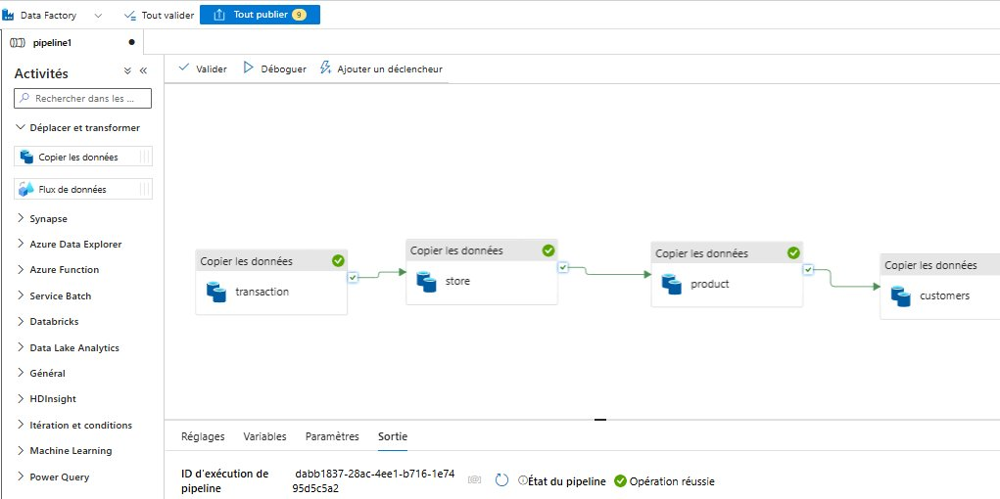 Data Factory
Tout valider
Tout publier 9
pipeline1
Activités
Valider
Déboguer
Ajouter un déclencheur
Rechercher dans les ...
Déplacer et transformer
Copier les données
Flux de données
Synapse
Azure Data Explorer
Azure Function
Service Batch
Databricks
Data Lake Analytics
Général
HDInsight
Itération et conditions
Machine Learning
Power Query
Copier les données
transaction
Copier les données
store
Copier les données
product
Copier les données
customers
Réglages
Variables
Paramètres
Sortie
ID d'exécution de
pipeline
dabb1837-28ac-4ee1-b716-1e74
95d5c5a2
État du pipeline
Opération réussie